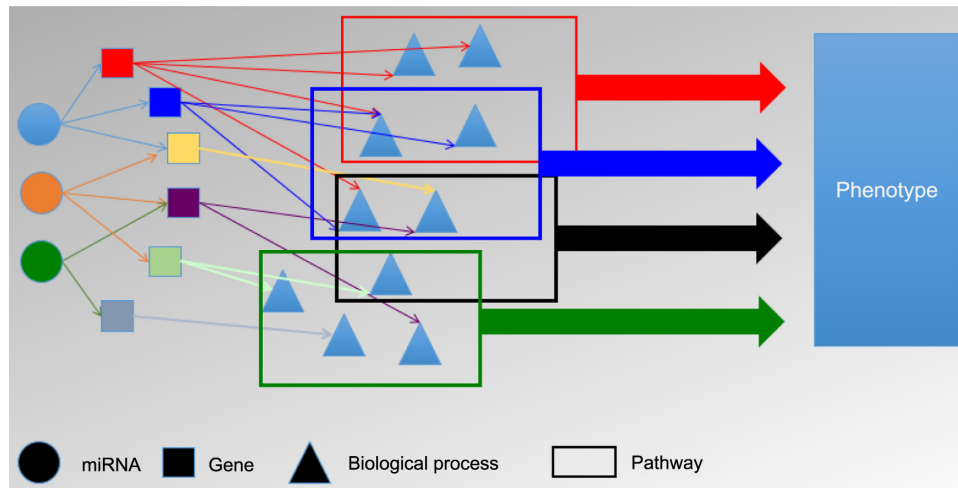 Phenotype
miRNA
Gene
Biological process
Pathway